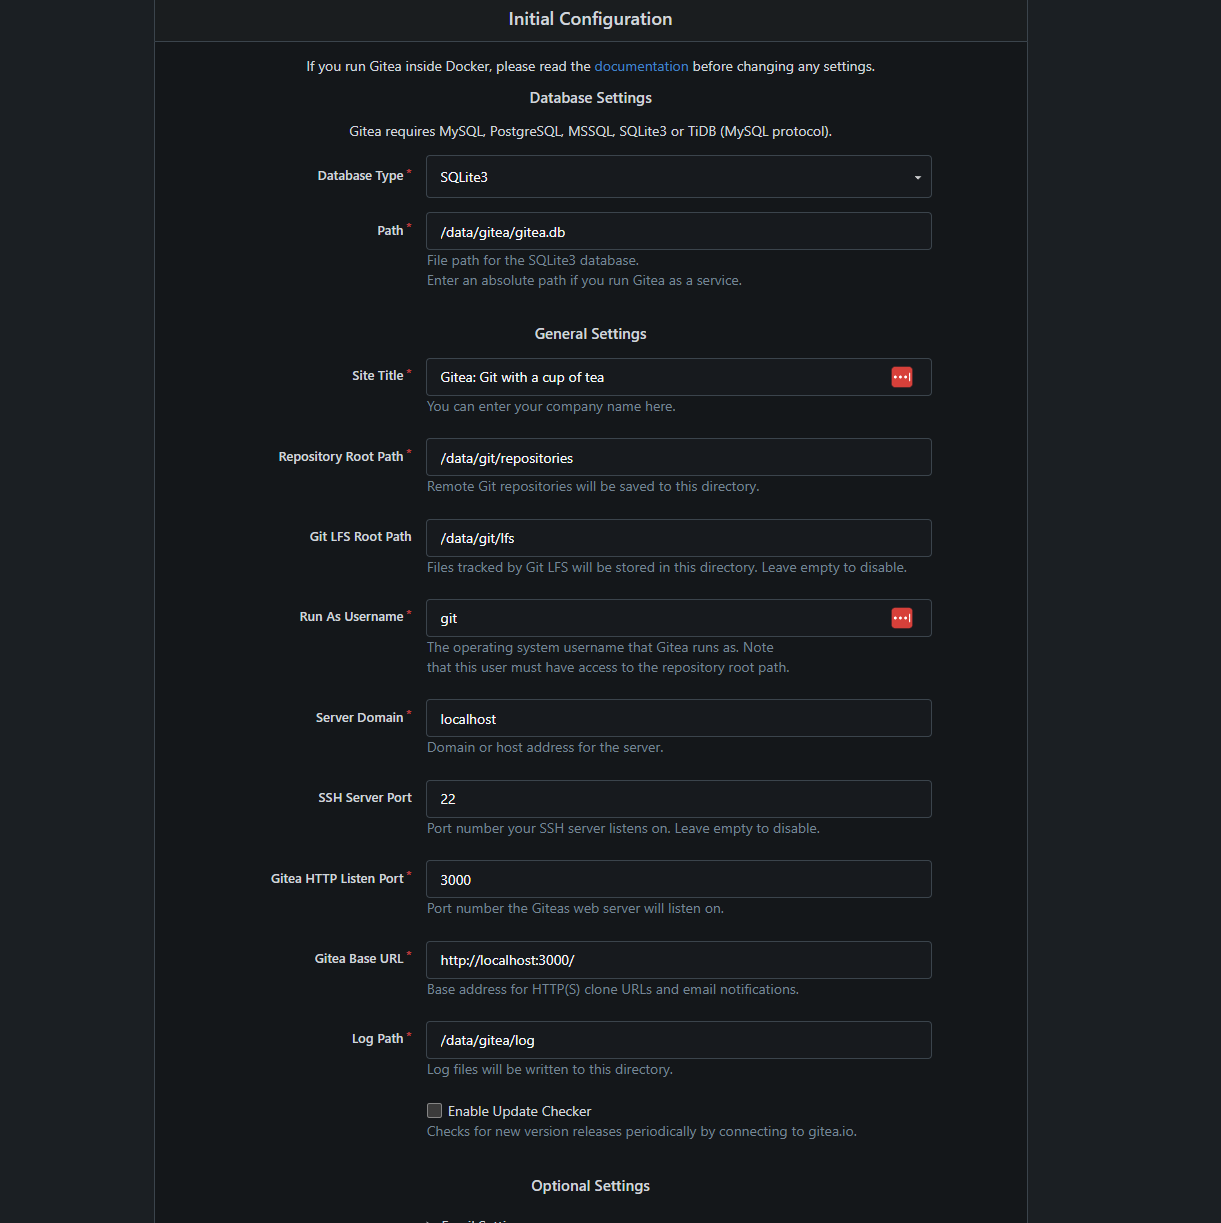 Initial Configuration
If you run Gitea inside Docker, please read the documentation before changing any settings.
Database Settings
Gitea requires MySQL, PostgreSQL, MSSQL, SQLite3 or TiDB (MySQL protocol).
Database Type*
SQLite3
Path*
/data/gitea/gitea.db
File path for the SQLite3 database.
Enter an absolute path if you run Gitea as a service.
General Settings
Site Title*
Gitea: Git with a cup of tea
You can enter your company name here.
Repository Root Path*
/data/git/repositories
Remote Git repositories will be saved to this directory.
Git LFS Root Path
/data/git/lfs
Files tracked by Git LFS will be stored in this directory. Leave empty to disable.
Run As Username*
git
The operating system username that Gitea runs as. Note
that this user must have access to the repository root path.
Server Domain*
localhost
Domain or host address for the server.
SSH Server Port
22
Port number your SSH server listens on. Leave empty to disable.
Gitea HTTP Listen Port*
3000
Port number the Giteas web server will listen on.
Gitea Base URL*
http://localhost:3000/
Base address for HTTP(S) clone URLs and email notifications.
Log Path*
/data/gitea/log
Log files will be written to this directory.
Enable Update Checker
Checks for new version releases periodically by connecting to gitea.io.
Optional Settings